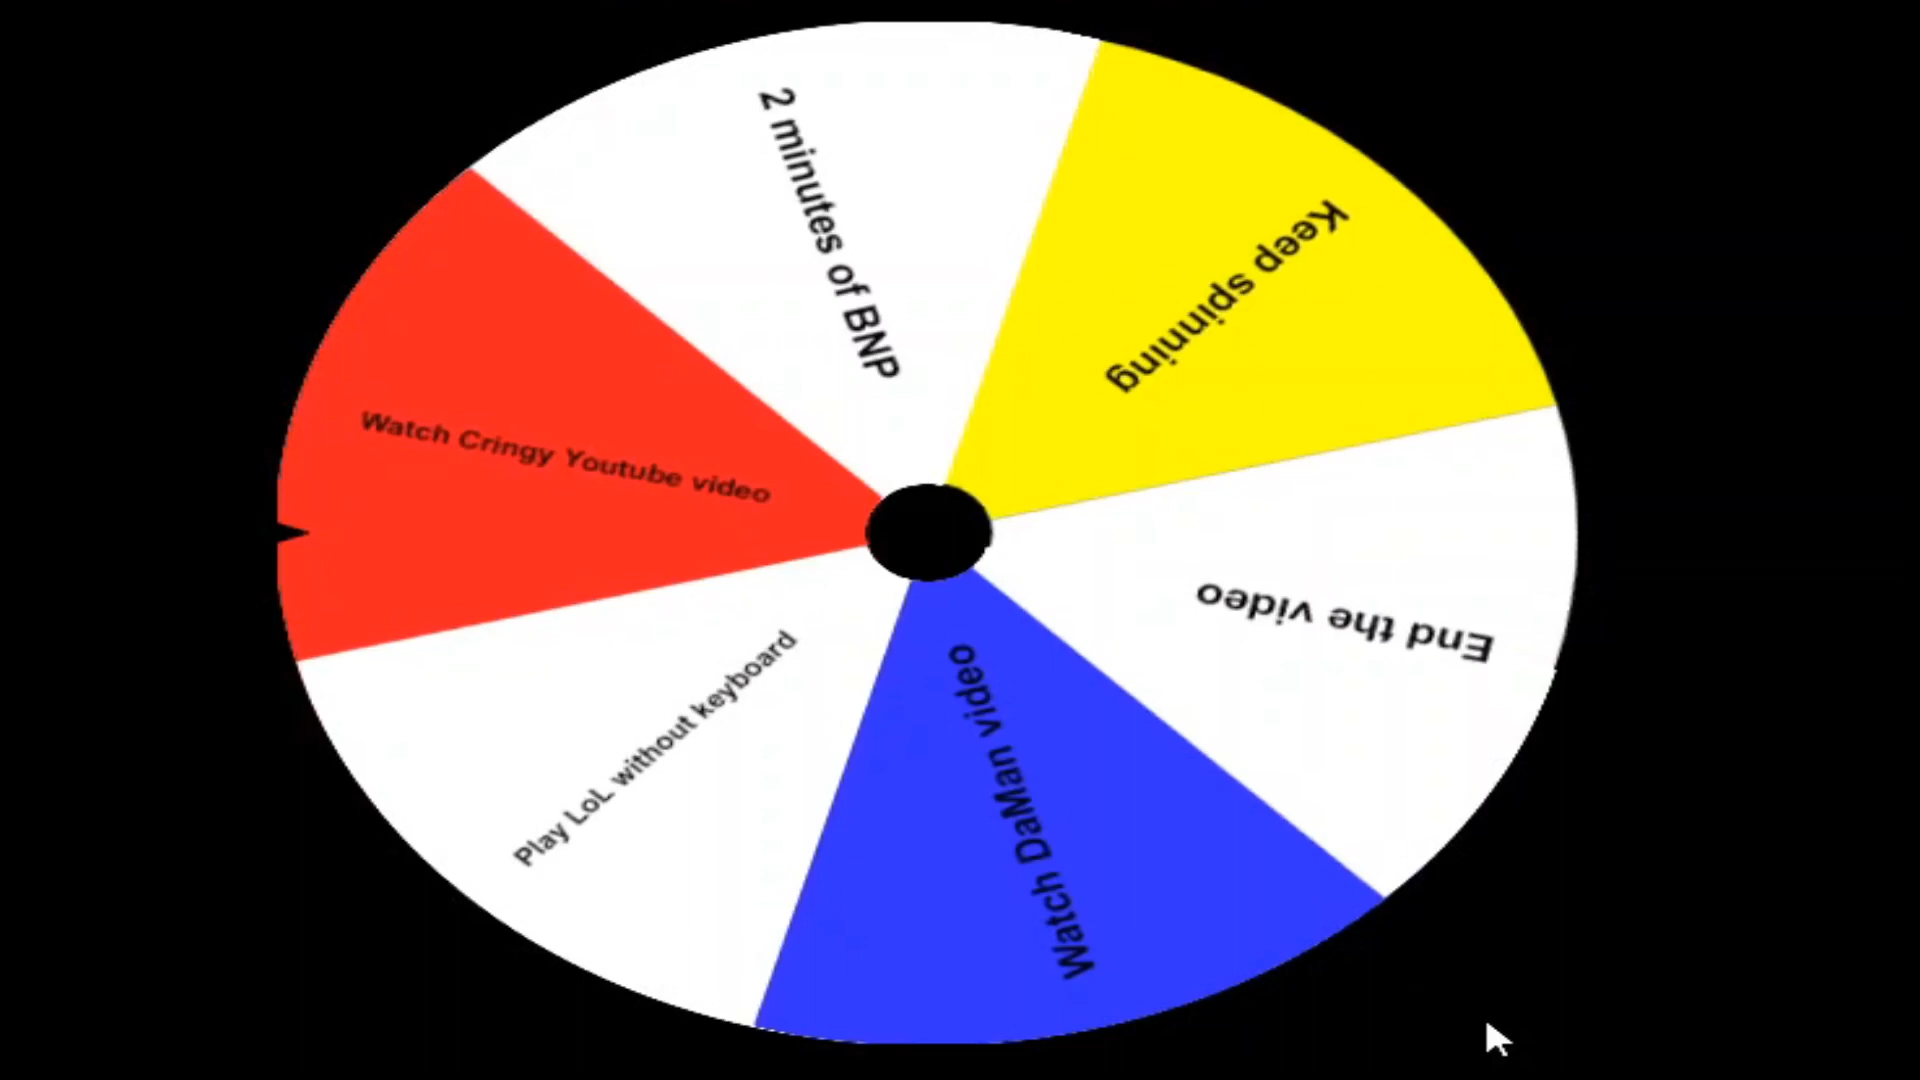 2 minutes of BNP
Keep spinning
Watch Cringy Youtube video
End the video
Play LoL without keyboard
Watch DaMan video